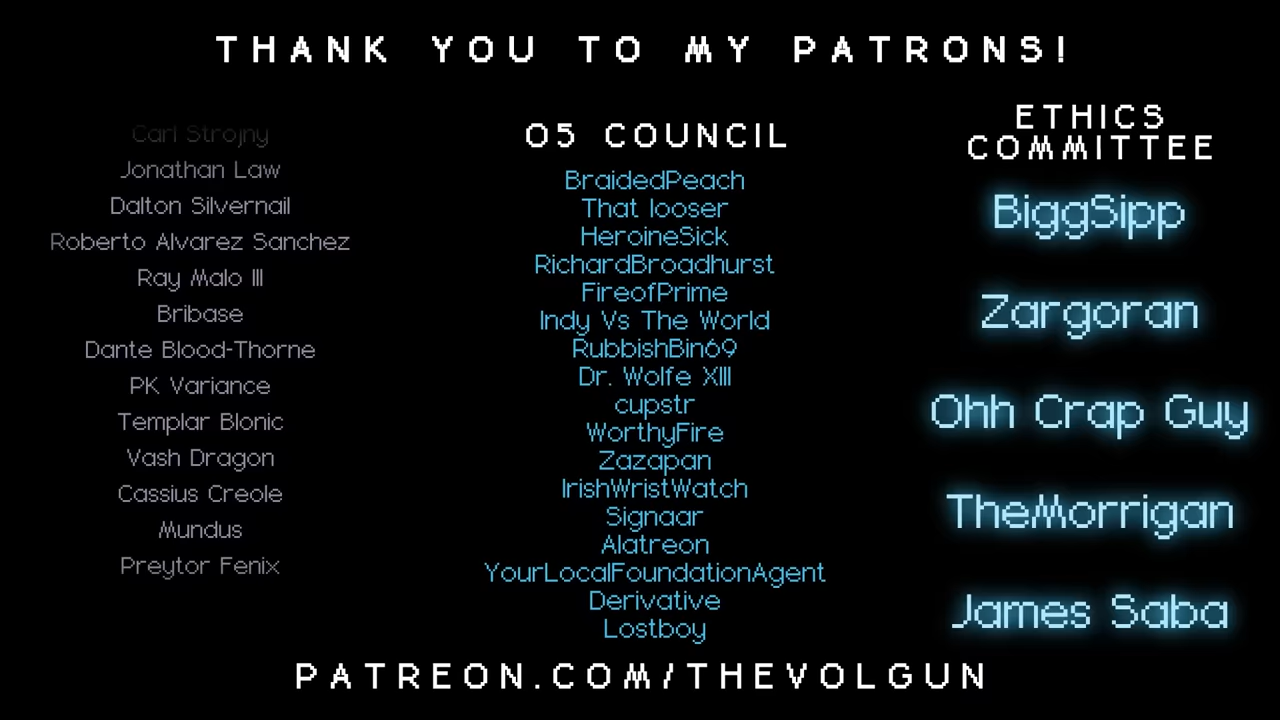 THANK YOU TO MY PATRONS!
Carl Strojny
Jonathan Law
Dalton Silvernail
Roberto Alvarez Sanchez
Ray Malo III
Bribase
Dante Blood-Thorne
PK Variance
Templar Blonic
Vash Dragon
Cassius Creole
Mundus
Preytor Fenix
O5 COUNCIL
BraidedPeach
That looser
HeroineSick
RichardBroadhurst
FireofPrime
Indy Vs The World
RubbishBin69
Dr. Wolfe XIII
cupstr
WorthyFire
Zazapan
IrishWristWatch
Signaar
Alatreon
YourLocalFoundationAgent
Derivative
Lostboy
ETHICS
COMMITTEE
BiggSipp
Zargoran
Ohh Crap Guy
TheMorrigan
James Saba
PATREON.COM/THEVOLGUN